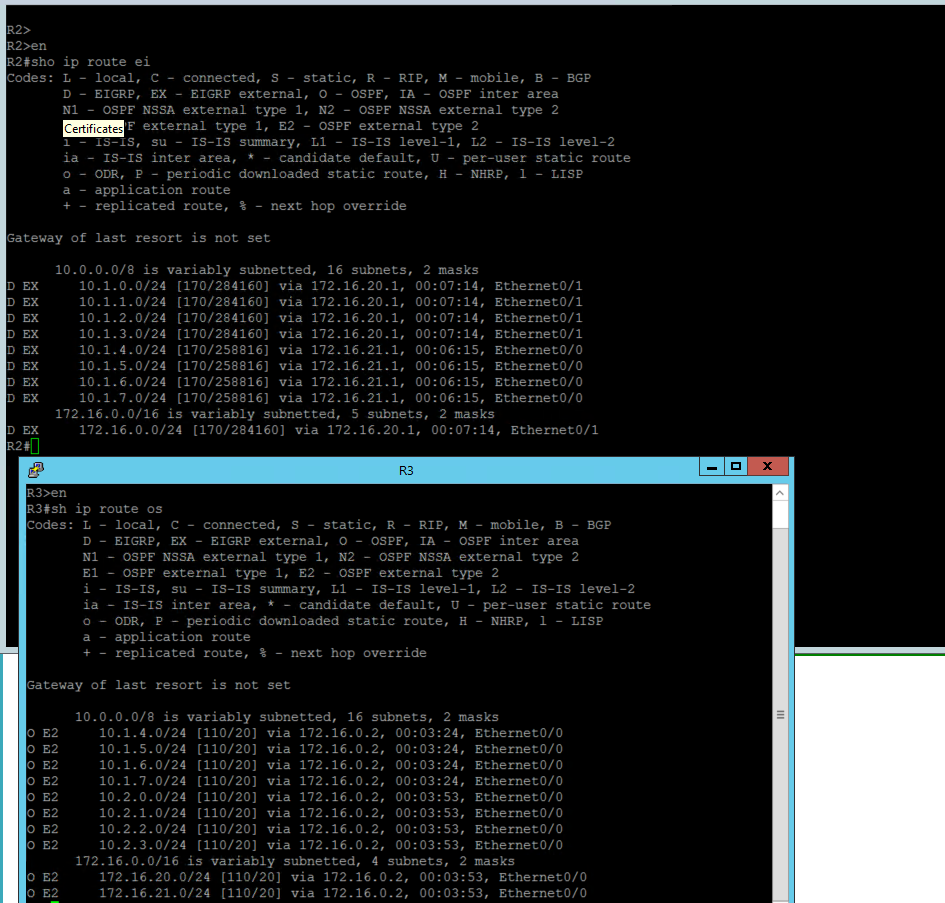 R2>
R2>en
R2#sho ip route ei
Codes: L - local, C - connected, S - static, R - RIP, M - mobile, B - BGP
D - EIGRP, EX - EIGRP external, O - OSPF, IA - OSPF inter area
N1 - OSPF NSSA external type 1, N2 - OSPF NSSA external type 2
Certificates F external type 1, E2 - OSPF external type 2
i - IS-IS, su - IS-IS summary, L1 - IS-IS level-1, L2 - IS-IS level-2
ia - IS-IS inter area, * - candidate default, U - per-user static route
o - ODR, P - periodic downloaded static route, H - NHRP, l - LISP
a - application route
+ - replicated route, % - next hop override
Gateway of last resort is not set
10.0.0.0/8 is variably subnetted, 16 subnets, 2 masks
D EX 10.1.0.0/24 [170/284160] via 172.16.20.1, 00:07:14, Ethernet0/1
D EX 10.1.1.0/24 [170/284160] via 172.16.20.1, 00:07:14, Ethernet0/1
D EX 10.1.2.0/24 [170/284160] via 172.16.20.1, 00:07:14, Ethernet0/1
D EX 10.1.3.0/24 [170/284160] via 172.16.20.1, 00:07:14, Ethernet0/1
D EX 10.1.4.0/24 [170/258816] via 172.16.21.1, 00:06:15, Ethernet0/0
D EX 10.1.5.0/24 [170/258816] via 172.16.21.1, 00:06:15, Ethernet0/0
D EX 10.1.6.0/24 [170/258816] via 172.16.21.1, 00:06:15, Ethernet0/0
D EX 10.1.7.0/24 [170/258816] via 172.16.21.1, 00:06:15, Ethernet0/0
172.16.0.0/16 is variably subnetted, 5 subnets, 2 masks
D EX 172.16.0.0/24 [170/284160] via 172.16.20.1, 00:07:14, Ethernet0/1
R2#
R3
R3>en
R3#sh ip route os
Codes: L - local, C - connected, S - static, R - RIP, M - mobile, B - BGP
D - EIGRP, EX - EIGRP external, O - OSPF, IA - OSPF inter area
N1 - OSPF NSSA external type 1, N2 - OSPF NSSA external type 2
E1 - OSPF external type 1, E2 - OSPF external type 2
i - IS-IS, su - IS-IS summary, L1 - IS-IS level-1, L2 - IS-IS level-2
ia - IS-IS inter area, * - candidate default, U - per-user static route
o - ODR, P - periodic downloaded static route, H - NHRP, l - LISP
a - application route
+ - replicated route, % - next hop override
Gateway of last resort is not set
10.0.0.0/8 is variably subnetted, 16 subnets, 2 masks
O E2 10.1.4.0/24 [110/20] via 172.16.0.2, 00:03:24, Ethernet0/0
O E2 10.1.5.0/24 [110/20] via 172.16.0.2, 00:03:24, Ethernet0/0
O E2 10.1.6.0/24 [110/20] via 172.16.0.2, 00:03:24, Ethernet0/0
O E2 10.1.7.0/24 [110/20] via 172.16.0.2, 00:03:24, Ethernet0/0
O E2 10.2.0.0/24 [110/20] via 172.16.0.2, 00:03:53, Ethernet0/0
O E2 10.2.1.0/24 [110/20] via 172.16.0.2, 00:03:53, Ethernet0/0
O E2 10.2.2.0/24 [110/20] via 172.16.0.2, 00:03:53, Ethernet0/0
O E2 10.2.3.0/24 [110/20] via 172.16.0.2, 00:03:53, Ethernet0/0
172.16.0.0/16 is variably subnetted, 4 subnets, 2 masks
O E2 172.16.20.0/24 [110/20] via 172.16.0.2, 00:03:53, Ethernet0/0
O E2 172.16.21.0/24 [110/20] via 172.16.0.2, 00:03:53, Ethernet0/0